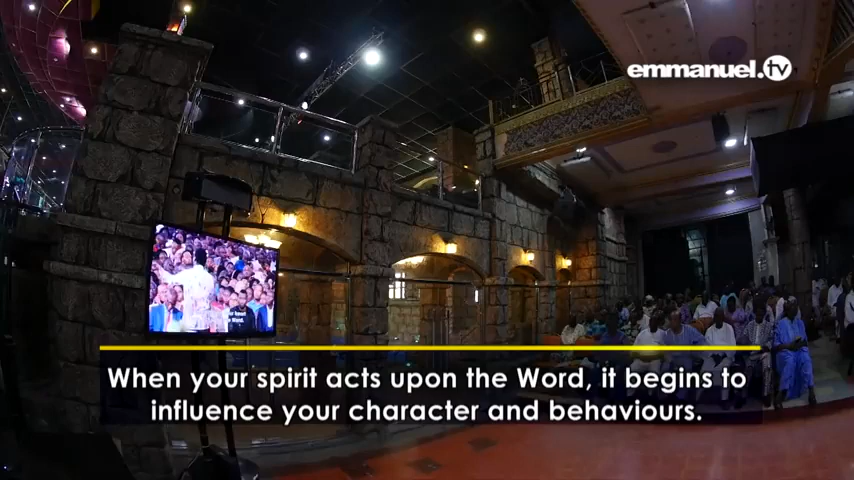 emmanuel.tv
When your spirit acts upon the Word, it begins to
influence your character and behaviours.